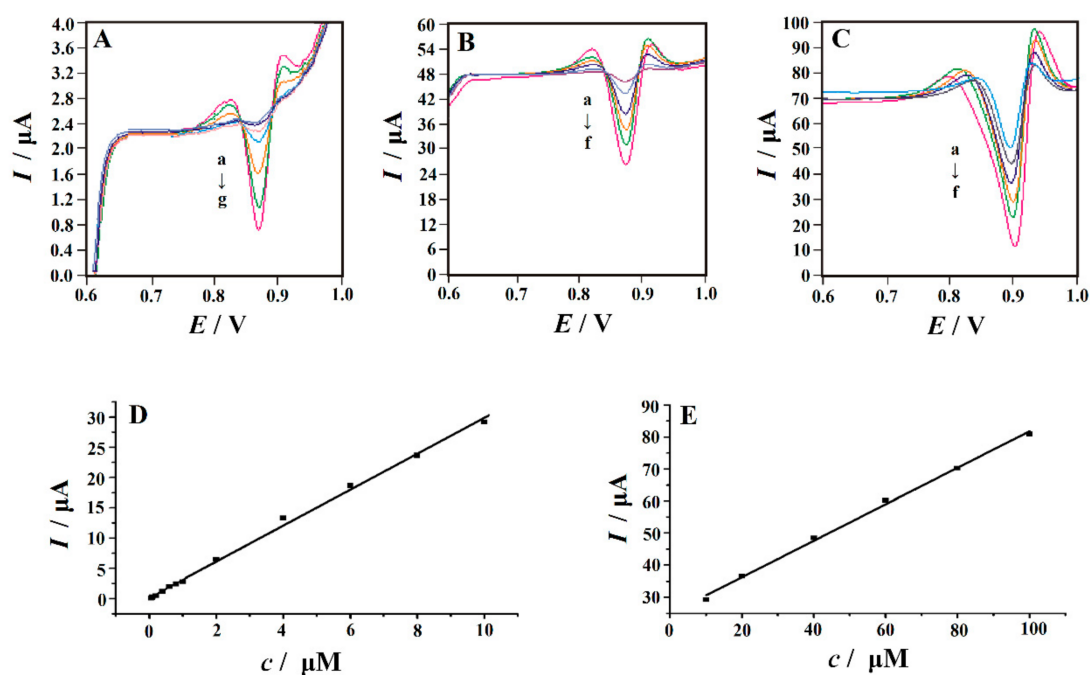 A
I / μA
4.0
3.6
3.2
2.8
2.4
2.0
1.6
1.2
0.8
0.4
0.0
a
↓
g
0.6 0.7 0.8 0.9 1.0
E / V
B
I / μA
60
54
48
42
36
30
24
18
12
6
0
a
↓
f
0.6 0.7 0.8 0.9 1.0
E / V
C
I / μA
100
90
80
70
60
50
40
30
20
10
0
a
↓
f
0.6 0.7 0.8 0.9 1.0
E / V
D
I / μA
30
25
20
15
10
5
0
0 2 4 6 8 10
c / μM
E
I / μA
90
80
70
60
50
40
30
0 20 40 60 80 100
c / μM